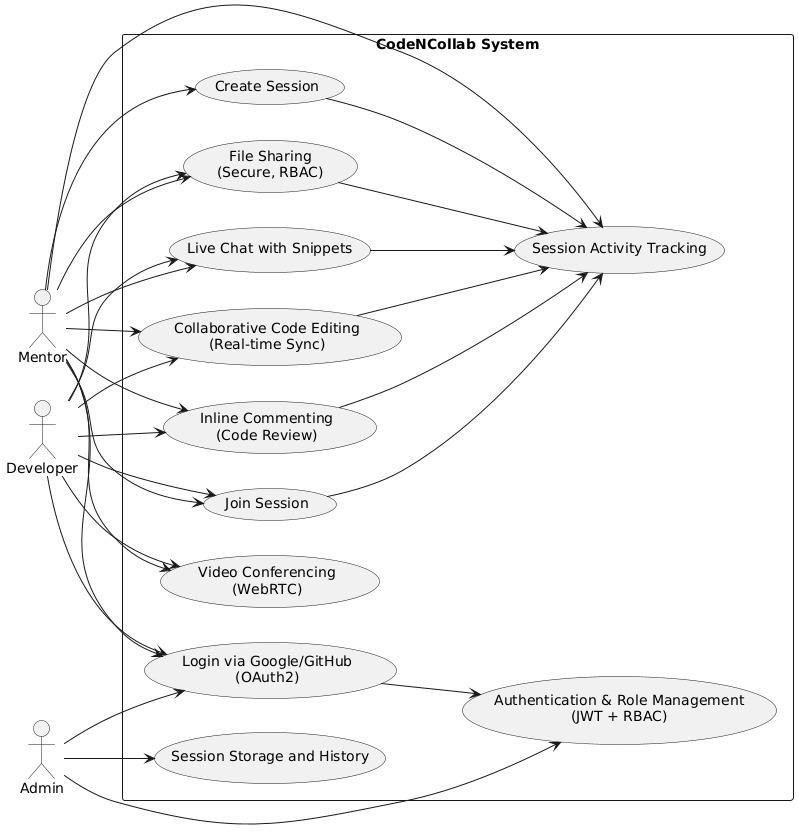 CodeNCollab System
Create Session
File Sharing
(Secure, RBAC)
Live Chat with Snippets
Session Activity Tracking
Collaborative Code Editing
(Real-time Sync)
Mentor
Inline Commenting
(Code Review)
Developer
Join Session
Video Conferencing
(WebRTC)
Login via Google/GitHub
(OAuth2)
Authentication & Role Management
(JWT + RBAC)
Session Storage and History
Admin